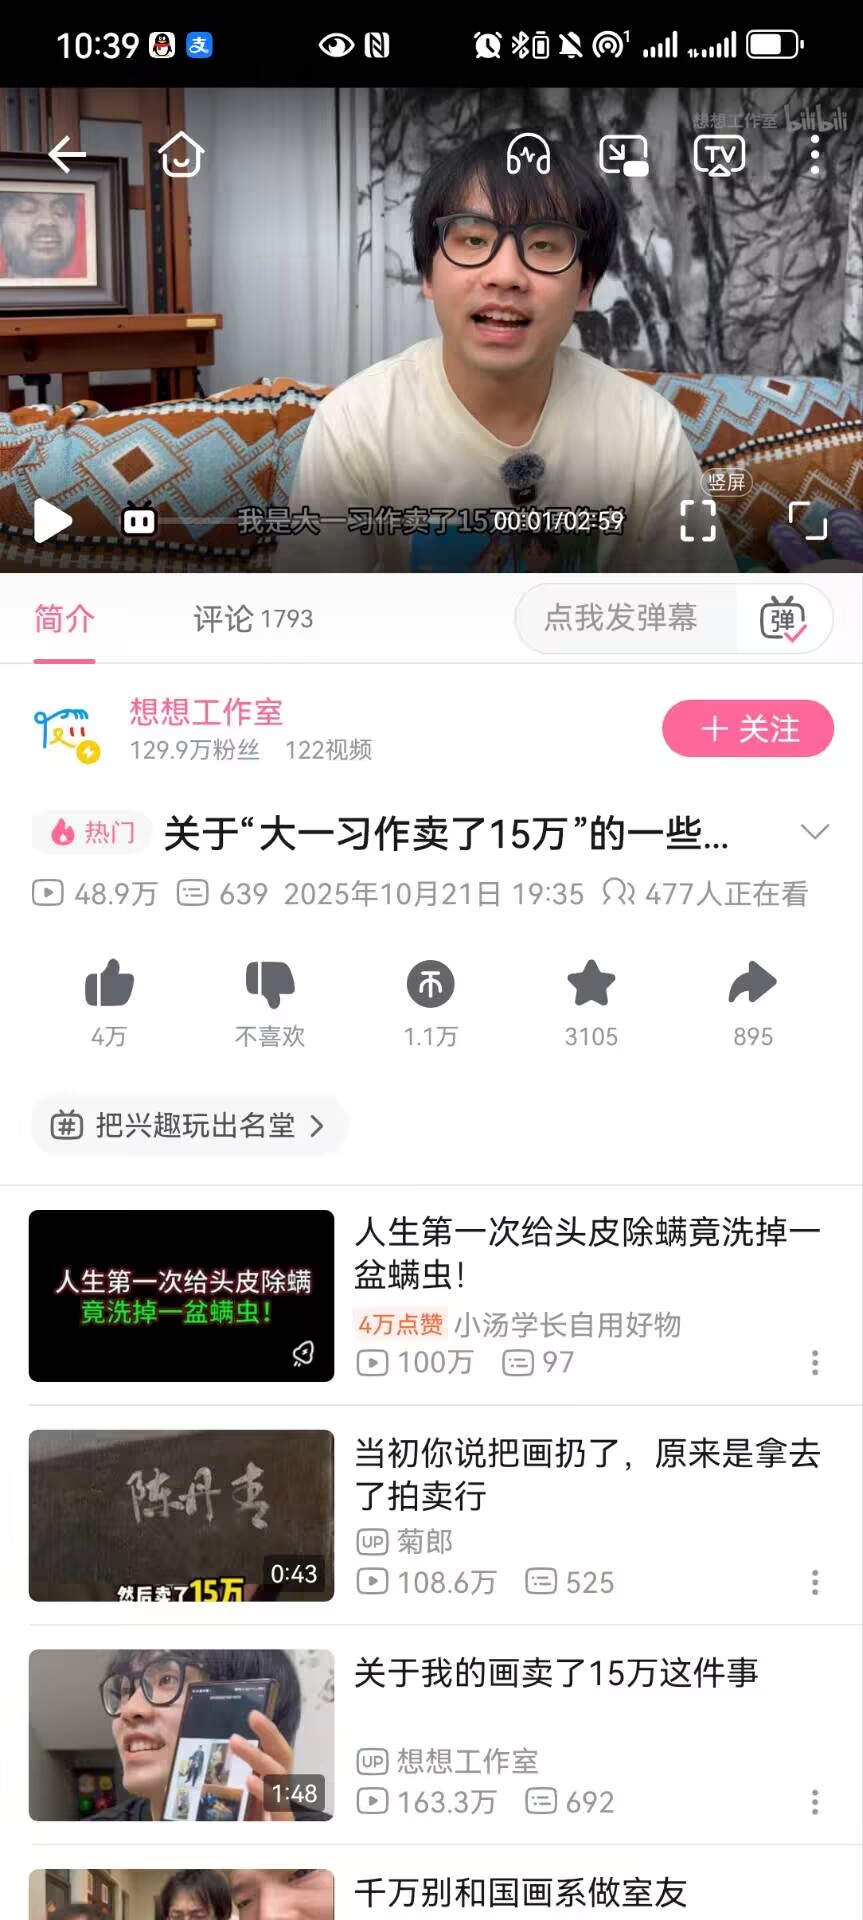 10:39
支
1
想想工作室 bilibili
TV
竖屏
我是大一习作卖了15万
00:01/02:59
简介
评论 1793
点我发弹幕
弹
想想工作室
129.9万粉丝 122视频
+ 关注
热门 关于“大一习作卖了15万”的一些...
48.9万 639 2025年10月21日 19:35 477人正在看
4万 不喜欢 1.1万 3105 895
# 把兴趣玩出名堂 >
人生第一次给头皮除螨
竟洗掉一盆螨虫！
人生第一次给头皮除螨竟洗掉一
盆螨虫！
4万点赞 小汤学长自用好物
100万 97
陈丹青
然后卖了15万
0:43
当初你说把画扔了，原来是拿去
了拍卖行
UP 菊郎
108.6万 525
1:48
关于我的画卖了15万这件事
UP 想想工作室
163.3万 692
千万别和国画系做室友